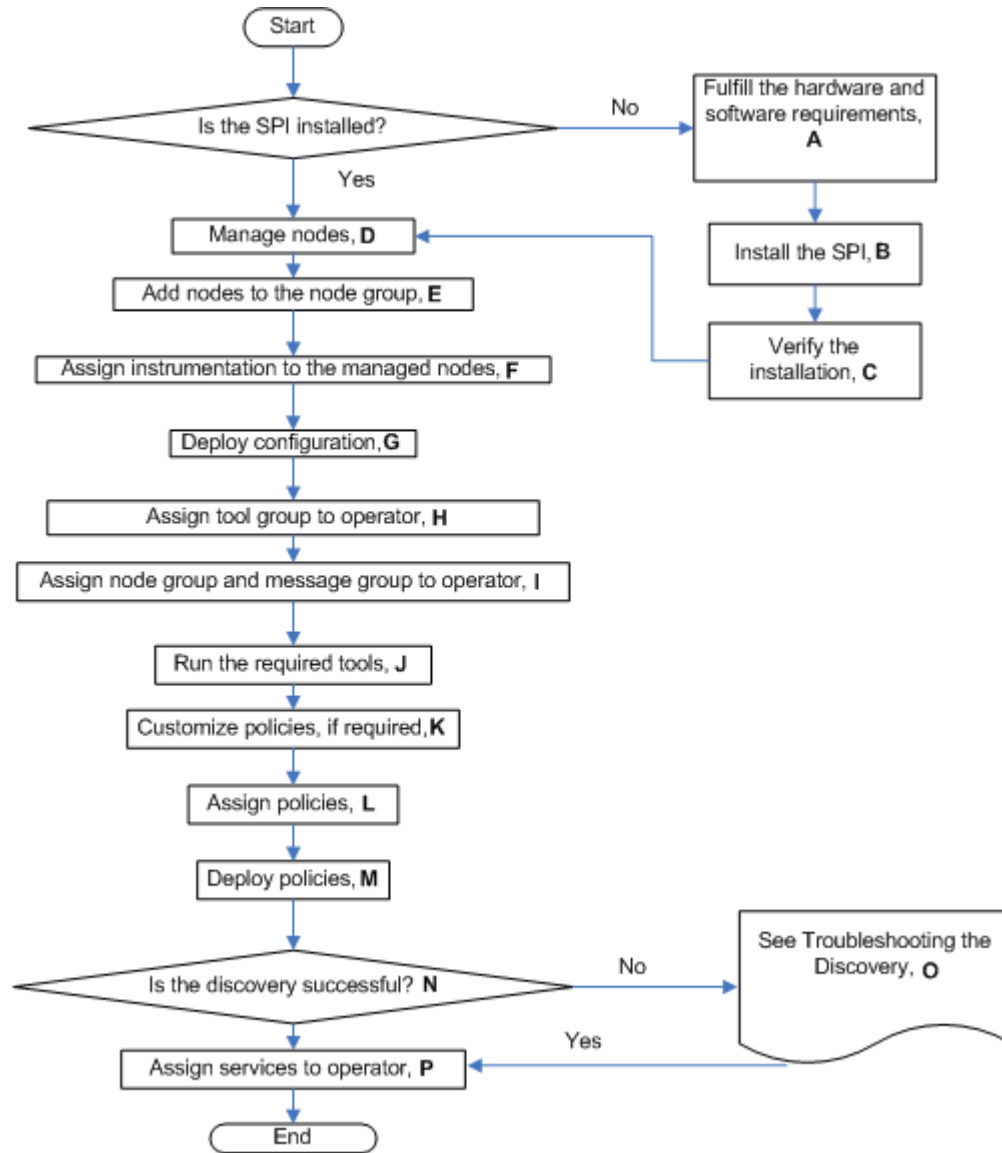 Start
Is the SPI installed?
No
Fulfill the hardware and
software requirements,
A
Yes
Manage nodes, D
Install the SPI, B
Add nodes to the node group, E
Verify the
installation, C
Assign instrumentation to the managed nodes, F
Deploy configuration, G
Assign tool group to operator, H
Assign node group and message group to operator, I
Run the required tools, J
Customize policies, if required, K
Assign policies, L
Deploy policies, M
Is the discovery successful? N
No
See Troubleshooting the
Discovery, O
Yes
Assign services to operator, P
End